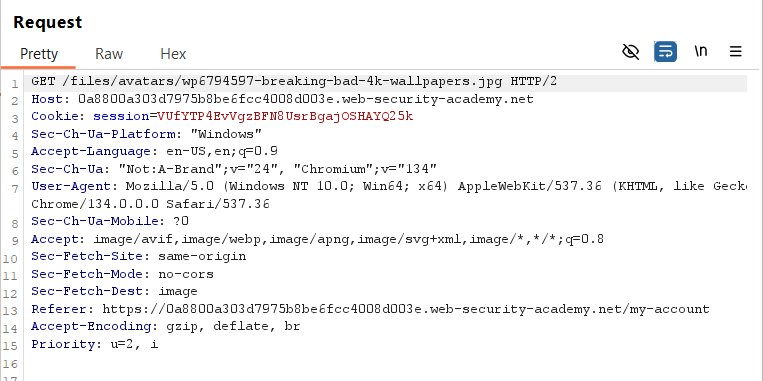 Request
Pretty Raw Hex \n
1 GET /files/avatars/wp6794597-breaking-bad-4k-wallpapers.jpg HTTP/2
2 Host: 0a8800a303d7975b8be6fcc4008d003e.web-security-academy.net
3 Cookie: session=VUfYTP4EvVgzBFN8UsrBgajOSHAYQ25k
4 Sec-Ch-Ua-Platform: "Windows"
5 Accept-Language: en-US,en;q=0.9
6 Sec-Ch-Ua: "Not:A-Brand";v="24", "Chromium";v="134"
7 User-Agent: Mozilla/5.0 (Windows NT 10.0; Win64; x64) AppleWebKit/537.36 (KHTML, like Geck
Chrome/134.0.0.0 Safari/537.36
8 Sec-Ch-Ua-Mobile: ?0
9 Accept: image/avif,image/webp,image/apng,image/svg+xml,image/*,*/*;q=0.8
10 Sec-Fetch-Site: same-origin
11 Sec-Fetch-Mode: no-cors
12 Sec-Fetch-Dest: image
13 Referer: https://0a8800a303d7975b8be6fcc4008d003e.web-security-academy.net/my-account
14 Accept-Encoding: gzip, deflate, br
15 Priority: u=2, i
16
17